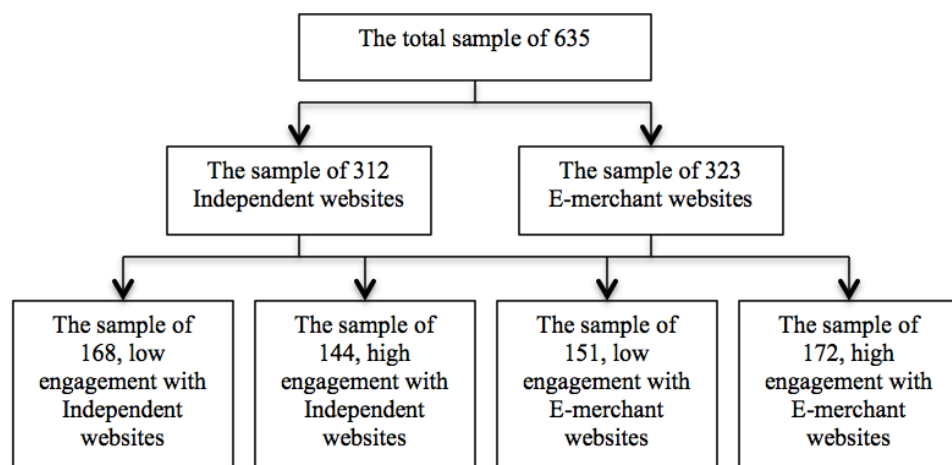 The total sample of 635
The sample of 312
Independent websites
The sample of 323
E-merchant websites
The sample of
168, low
engagement with
Independent
websites
The sample of
144, high
engagement with
Independent
websites
The sample of
151, low
engagement with
E-merchant
websites
The sample of
172, high
engagement with
E-merchant
websites